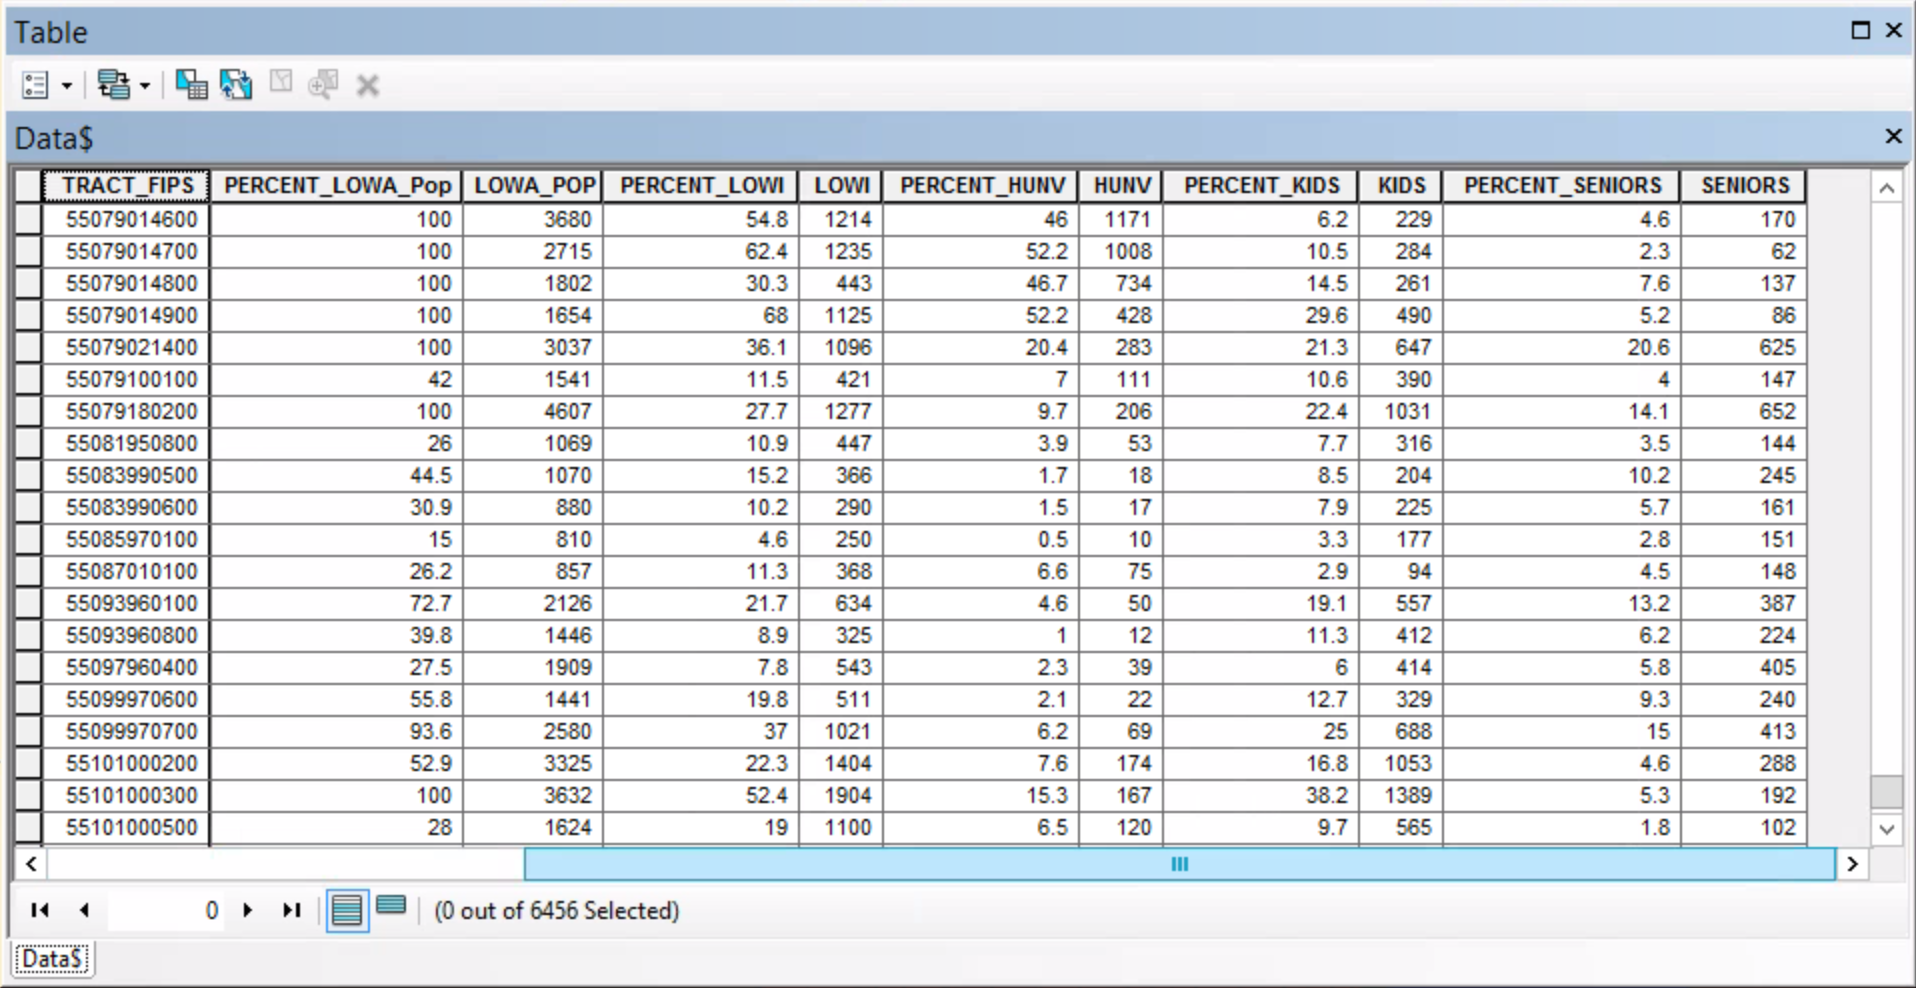 Table
Data$
TRACT_FIPS PERCENT_LOWA_Pop LOWA_POP PERCENT_LOWI LOWI PERCENT_HUNV HUNV PERCENT_KIDS KIDS PERCENT_SENIORS SENIORS
55079014600 100 3680 54.8 1214 46 1171 6.2 229 4.6 170
55079014700 100 2715 62.4 1235 52.2 1008 10.5 284 2.3 62
55079014800 100 1802 30.3 443 46.7 734 14.5 261 7.6 137
55079014900 100 1654 68 1125 52.2 428 29.6 490 5.2 86
55079021400 100 3037 36.1 1096 20.4 283 21.3 647 20.6 625
55079100100 42 1541 11.5 421 7 111 10.6 390 4 147
55079180200 100 4607 27.7 1277 9.7 206 22.4 1031 14.1 652
55081950800 26 1069 10.9 447 3.9 53 7.7 316 3.5 144
55083990500 44.5 1070 15.2 366 1.7 18 8.5 204 10.2 245
55083990600 30.9 880 10.2 290 1.5 17 7.9 225 5.7 161
55085970100 15 810 4.6 250 0.5 10 3.3 177 2.8 151
55087010100 26.2 857 11.3 368 6.6 75 2.9 94 4.5 148
55093960100 72.7 2126 21.7 634 4.6 50 19.1 557 13.2 387
55093960800 39.8 1446 8.9 325 1 12 11.3 412 6.2 224
55097960400 27.5 1909 7.8 543 2.3 39 6 414 5.8 405
55099970600 55.8 1441 19.8 511 2.1 22 12.7 329 9.3 240
55099970700 93.6 2580 37 1021 6.2 69 25 688 15 413
55101000200 52.9 3325 22.3 1404 7.6 174 16.8 1053 4.6 288
55101000300 100 3632 52.4 1904 15.3 167 38.2 1389 5.3 192
55101000500 28 1624 19 1100 6.5 120 9.7 565 1.8 102
0 (0 out of 6456 Selected)
Data$